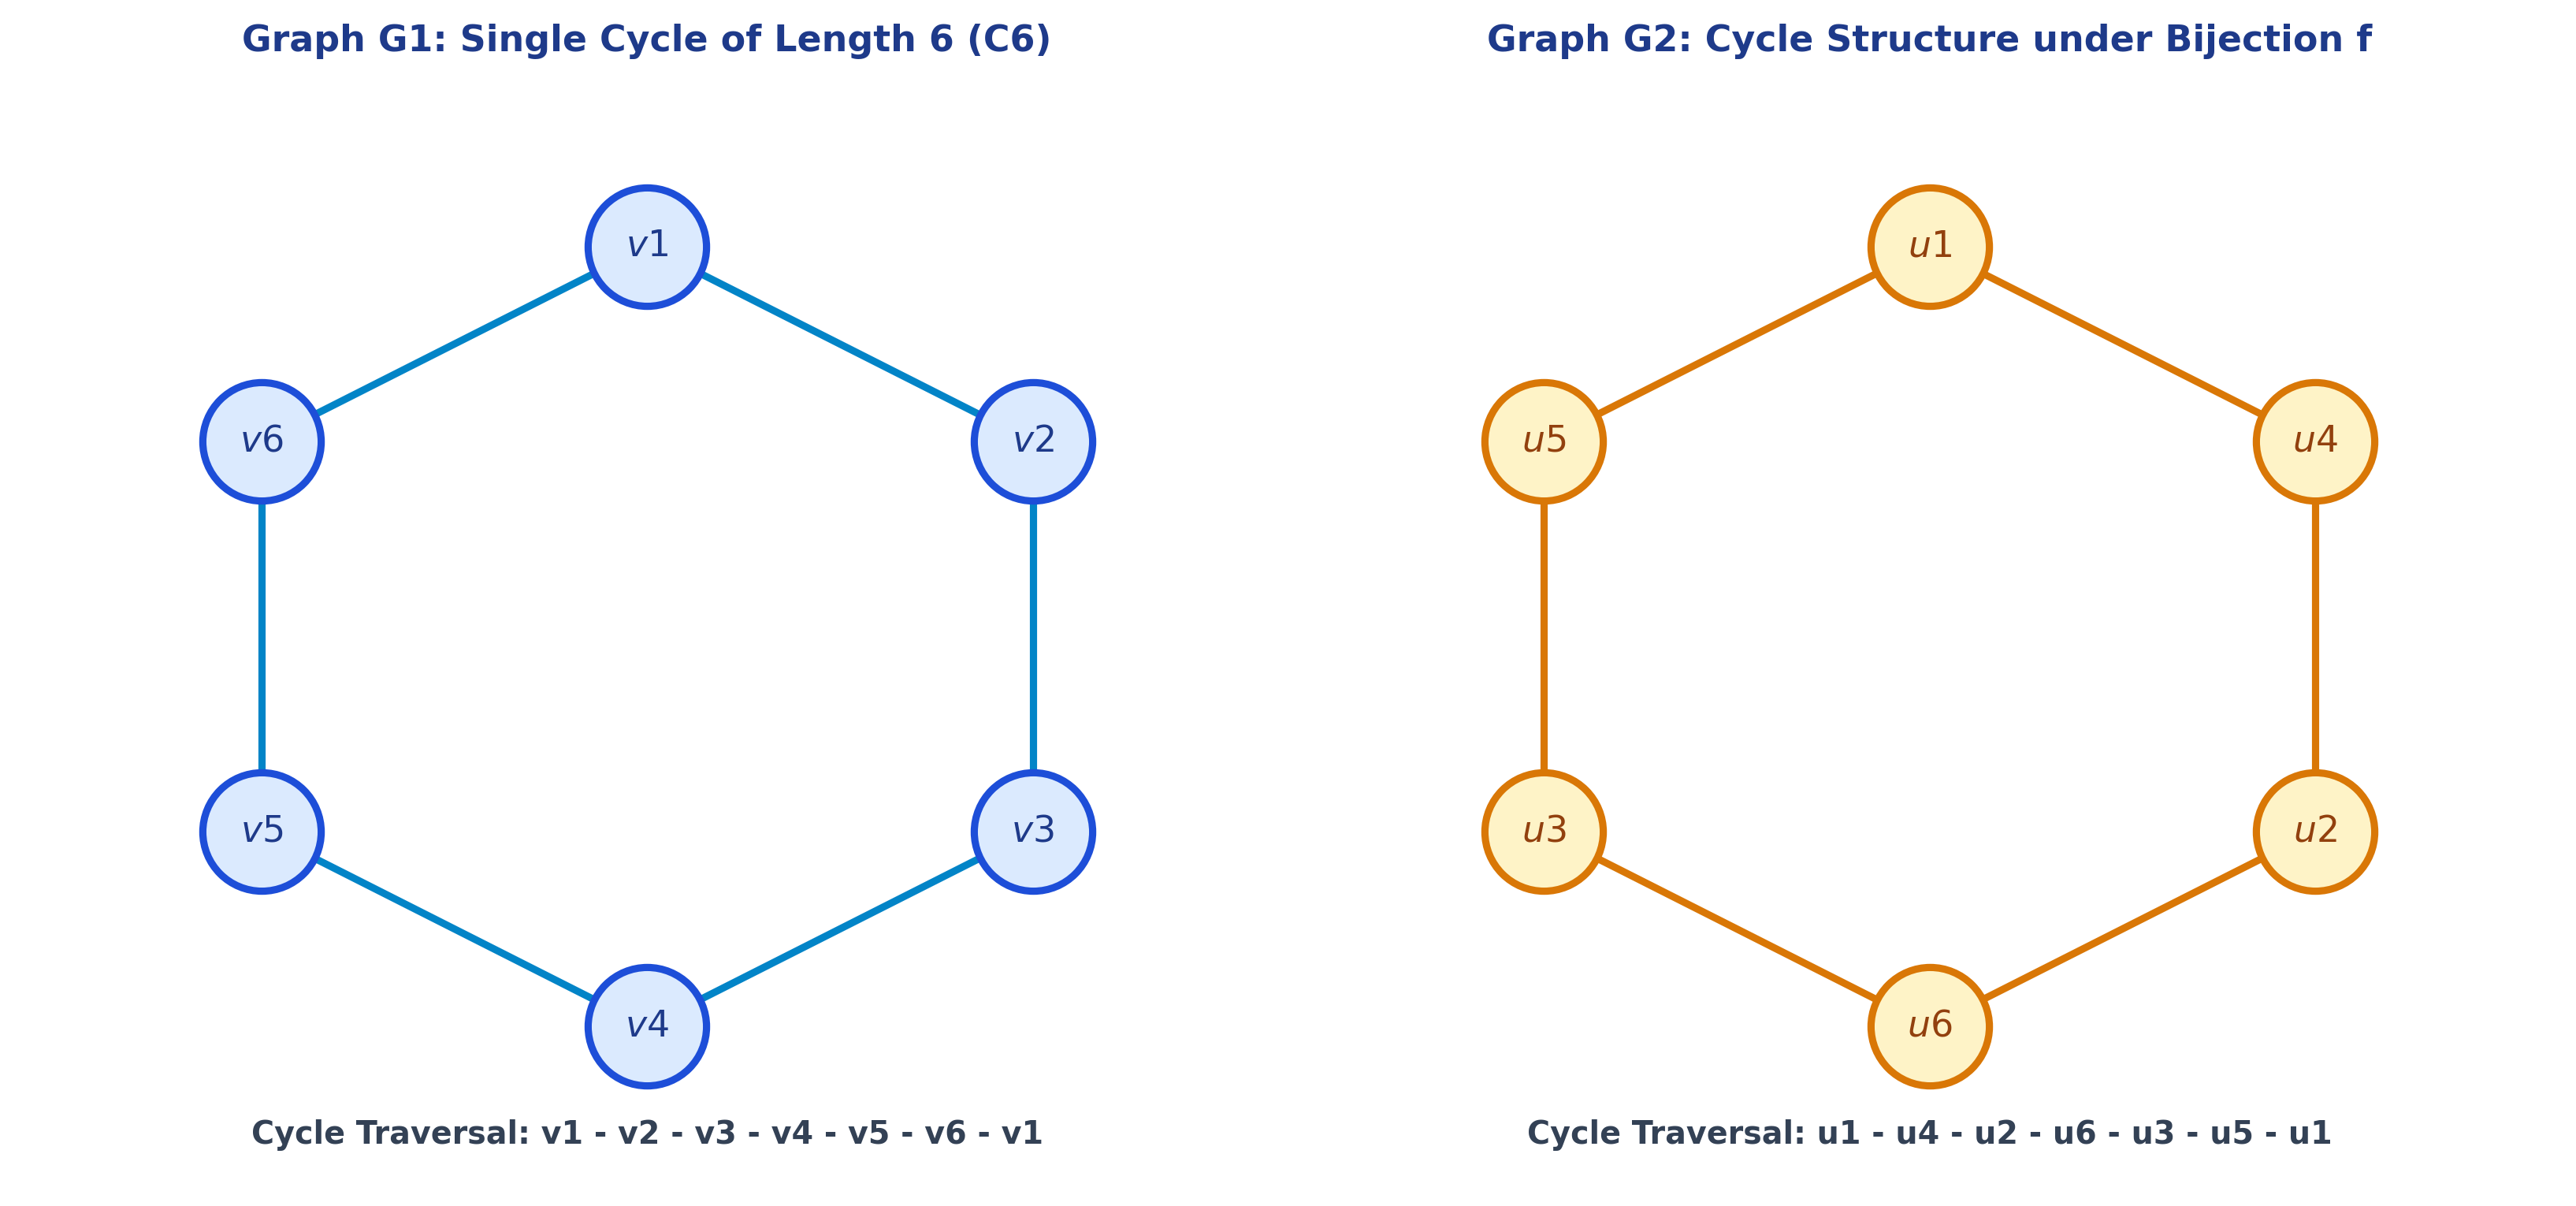 Graph G1: Single Cycle of Length 6 (C6)
v1
v6
v2
v5
v3
v4
Cycle Traversal: v1 - v2 - v3 - v4 - v5 - v6 - v1
Graph G2: Cycle Structure under Bijection f
u1
u5
u4
u3
u2
u6
Cycle Traversal: u1 - u4 - u2 - u6 - u3 - u5 - u1